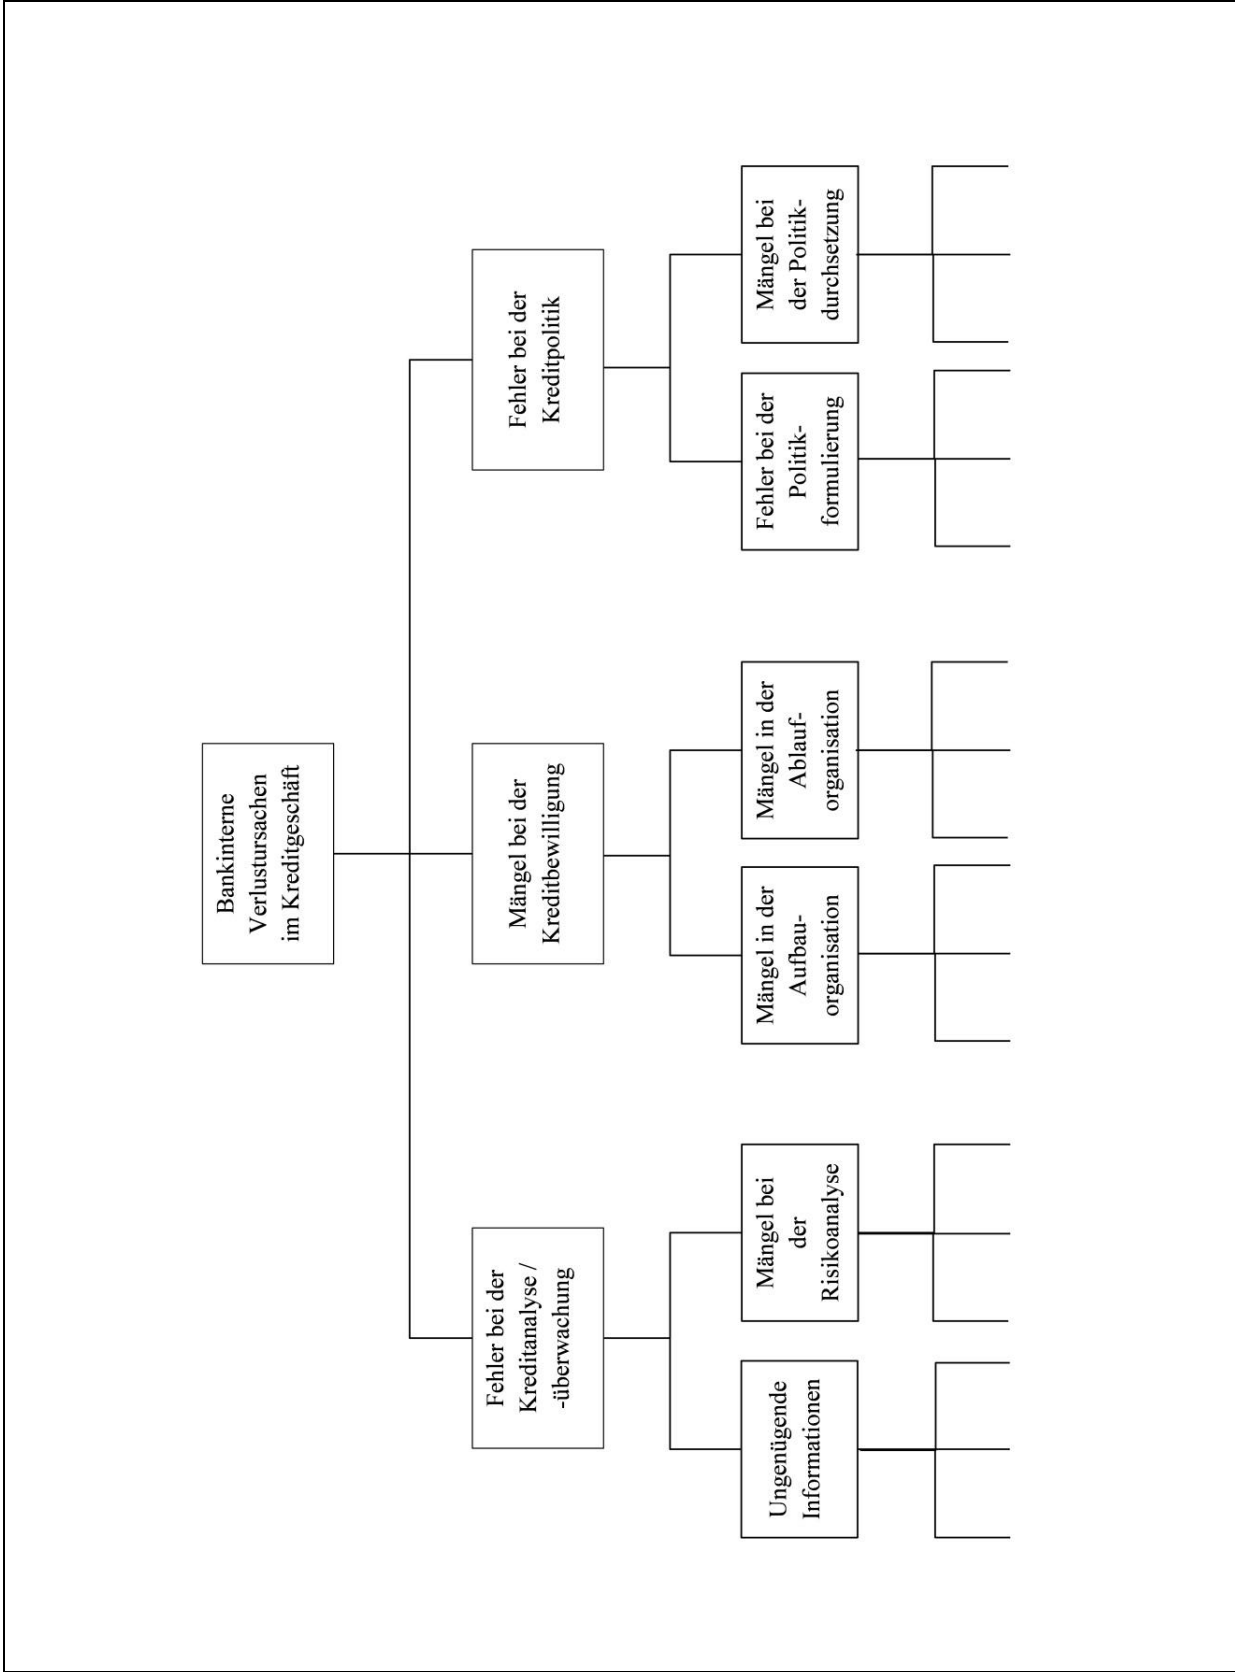 Bankinterne
Verlustursachen
im Kreditgeschäft
Fehler bei der
Kreditanalyse /
-überwachung
Mängel bei der
Kreditbewilligung
Fehler bei der
Kreditpolitik
Ungenügende
Informationen
Mängel bei
der
Risikoanalyse
Mängel in der
Aufbau-
organisation
Mängel in der
Ablauf-
organisation
Fehler bei der
Politik-
formulierung
Mängel bei
der Politik-
durchsetzung